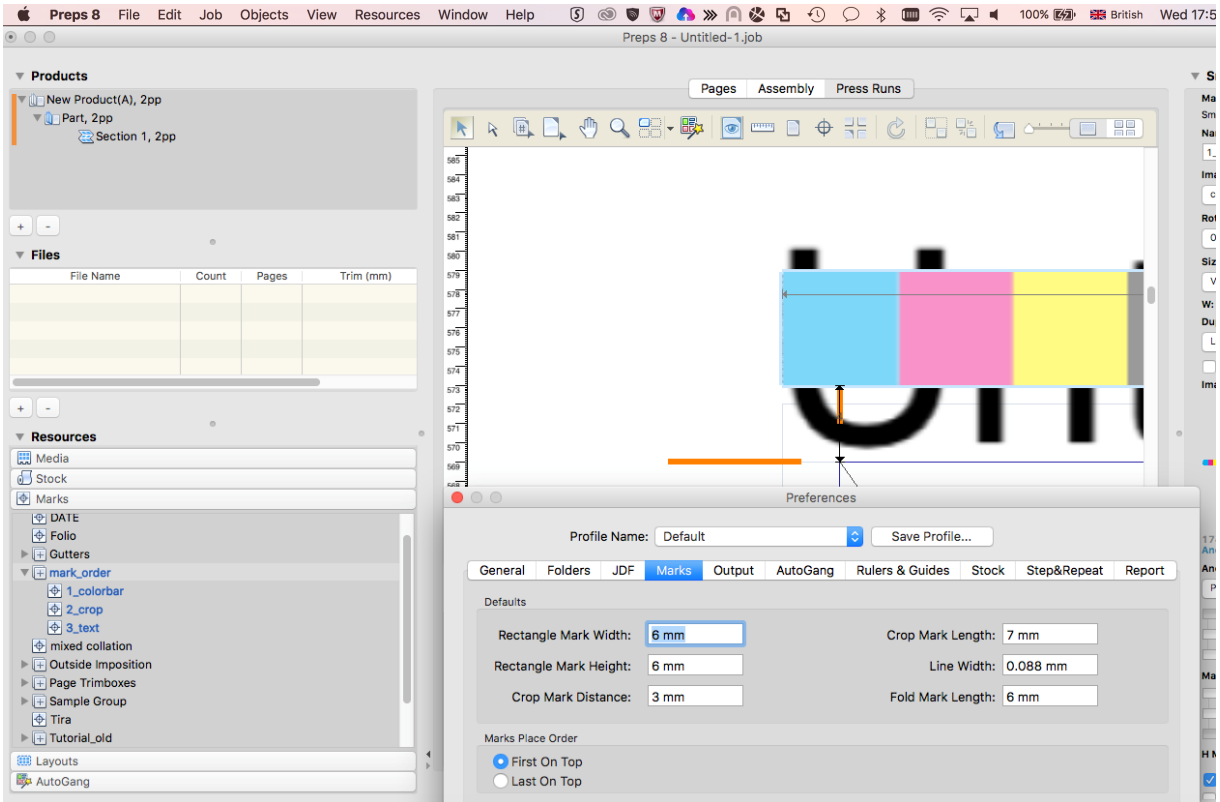 Preps 8 File Edit Job Objects View Resources Window Help 100% British Wed 17:5
Preps 8 - Untitled-1.job
Products
New Product(A), 2pp
Part, 2pp
Section 1, 2pp
+ -
Files
File Name Count Pages Trim (mm)
+ -
Resources
Media
Stock
Marks
DATE
Folio
Gutters
mark_order
1_colorbar
2_crop
3_text
mixed collation
Outside Imposition
Page Trimboxes
Sample Group
Tira
Tutorial_old
Layouts
AutoGang
Pages Assembly Press Runs
585
584
583
582
581
580
579
578
577
576
575
574
573
572
571
570
569
568
Preferences
Profile Name: Default Save Profile...
General Folders JDF Marks Output AutoGang Rulers & Guides Stock Step&Repeat Report
Defaults
Rectangle Mark Width: 6 mm Crop Mark Length: 7 mm
Rectangle Mark Height: 6 mm Line Width: 0.088 mm
Crop Mark Distance: 3 mm Fold Mark Length: 6 mm
Marks Place Order
First On Top
Last On Top
W: